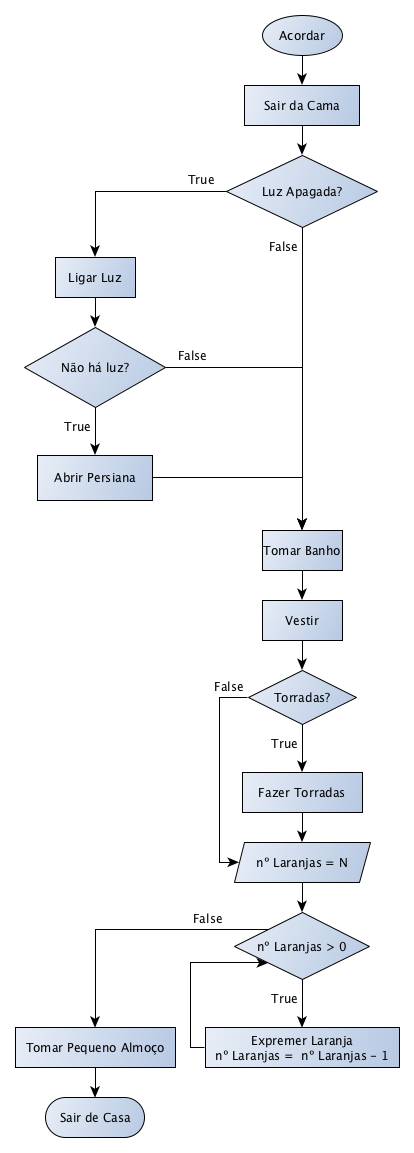 Acordar
Sair da Cama
Luz Apagada?
True
False
Ligar Luz
Não há luz?
False
True
Abrir Persiana
Tomar Banho
Vestir
Torradas?
False
True
Fazer Torradas
nº Laranjas = N
nº Laranjas > 0
False
True
Expremer Laranja
nº Laranjas = nº Laranjas - 1
Tomar Pequeno Almoço
Sair de Casa